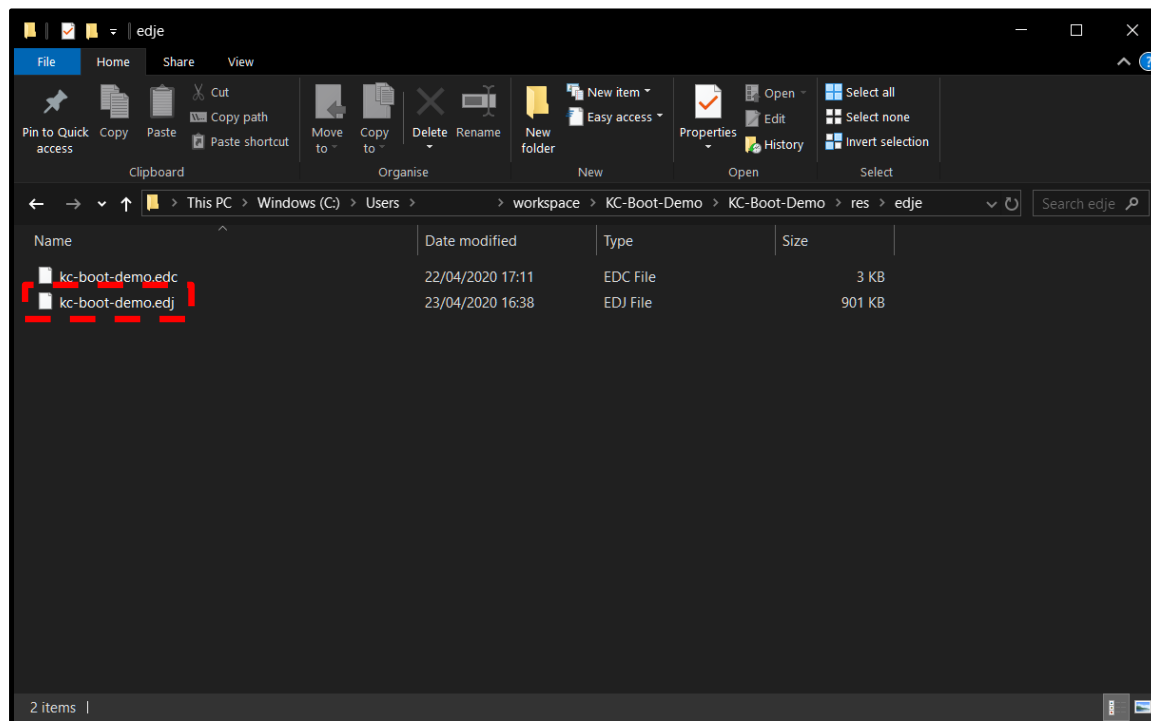 edje
File Home Share View
Pin to Quick access
Copy
Paste
Cut
Copy path
Paste shortcut
Clipboard
Move to
Copy to
Delete
Rename
Organise
New folder
New item
Easy access
New
Properties
Open
Edit
History
Open
Select all
Select none
Invert selection
Select
This PC > Windows (C:) > Users > > workspace > KC-Boot-Demo > KC-Boot-Demo > res > edje
Search edje
Name Date modified Type Size
kc-boot-demo.edc 22/04/2020 17:11 EDC File 3 KB
kc-boot-demo.edj 23/04/2020 16:38 EDJ File 901 KB
2 items